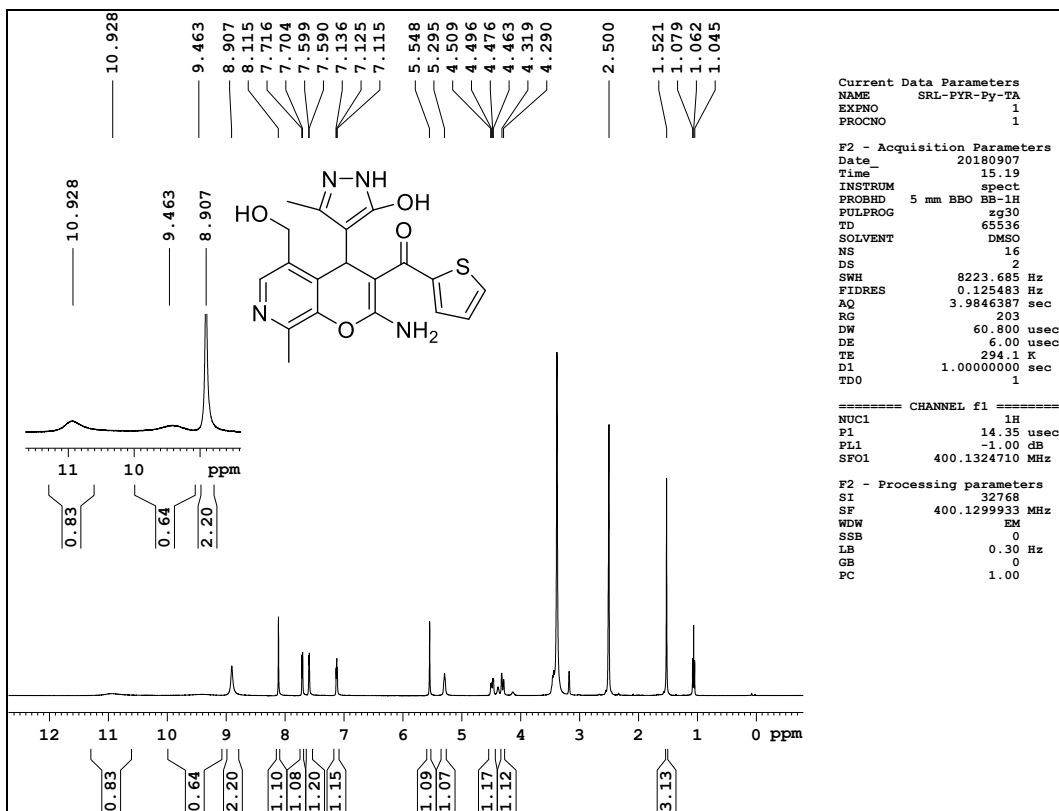 10.928
9.463
8.907
8.115
7.716
7.704
7.599
7.590
7.136
7.125
7.115
5.548
5.295
4.509
4.496
4.476
4.463
4.319
4.290
2.500
1.521
1.079
1.062
1.045
10.928
9.463
8.907
N
NH
OH
HO
O
S
N
O
NH2
11 10 ppm
0.83
0.64
2.20
12 11 10 9 8 7 6 5 4 3 2 1 0 ppm
0.83
0.64
2.20
1.10
1.08
1.20
1.15
1.09
1.07
1.17
1.12
3.13
Current Data Parameters
NAME SRL-PYR-Py-TA
EXPNO 1
PROCNO 1
F2 - Acquisition Parameters
Date_ 20180907
Time 15.19
INSTRUM spect
PROBHD 5 mm BBO BB-1H
PULPROG zg30
TD 65536
SOLVENT DMSO
NS 16
DS 2
SWH 8223.685 Hz
FIDRES 0.125483 Hz
AQ 3.9846387 sec
RG 203
DW 60.800 usec
DE 6.00 usec
TE 294.1 K
D1 1.00000000 sec
TD0 1
======== CHANNEL f1 ========
NUC1 1H
P1 14.35 usec
PL1 -1.00 dB
SFO1 400.1324710 MHz
F2 - Processing parameters
SI 32768
SF 400.1299933 MHz
WDW EM
SSB 0
LB 0.30 Hz
GB 0
PC 1.00